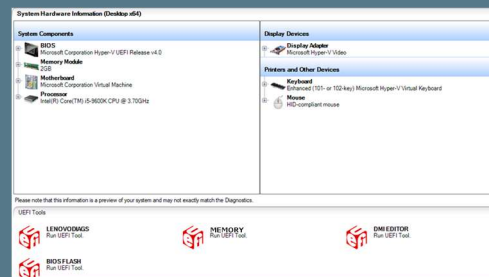 System Hardware Information (Desktop x64)
System Components
BIOS
Microsoft Corporation Hyper-V UEFI Release v4.0
Memory Module
2GB
Motherboard
Microsoft Corporation Virtual Machine
Processor
Intel(R) Core(TM) i5-9600K CPU @ 3.70GHz
Display Devices
Display Adapter
Microsoft Hyper-V Video
Printers and Other Devices
Keyboard
Enhanced (101- or 102-key) Microsoft Hyper-V Virtual Keyboard
Mouse
HID-compliant mouse
Please note that this information is a preview of your system and may not exactly match the Diagnostics.
UEFI Tools
LENOVODIAGS
Run UEFI Tool.
MEMORY
Run UEFI Tool.
DMI EDITOR
Run UEFI Tool.
BIOS FLASH
Run UEFI Tool.